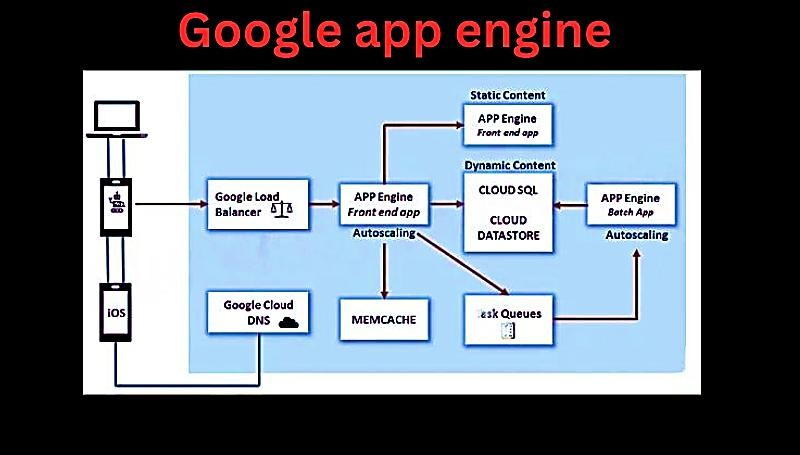 Google app engine
Static Content
APP Engine
Front end app
Dynamic Content
CLOUD SQL
CLOUD
DATASTORE
Google Load
Balancer
APP Engine
Front end app
Autoscaling
APP Engine
Batch App
Autoscaling
iOS
Google Cloud
DNS
MEMCACHE
Queues